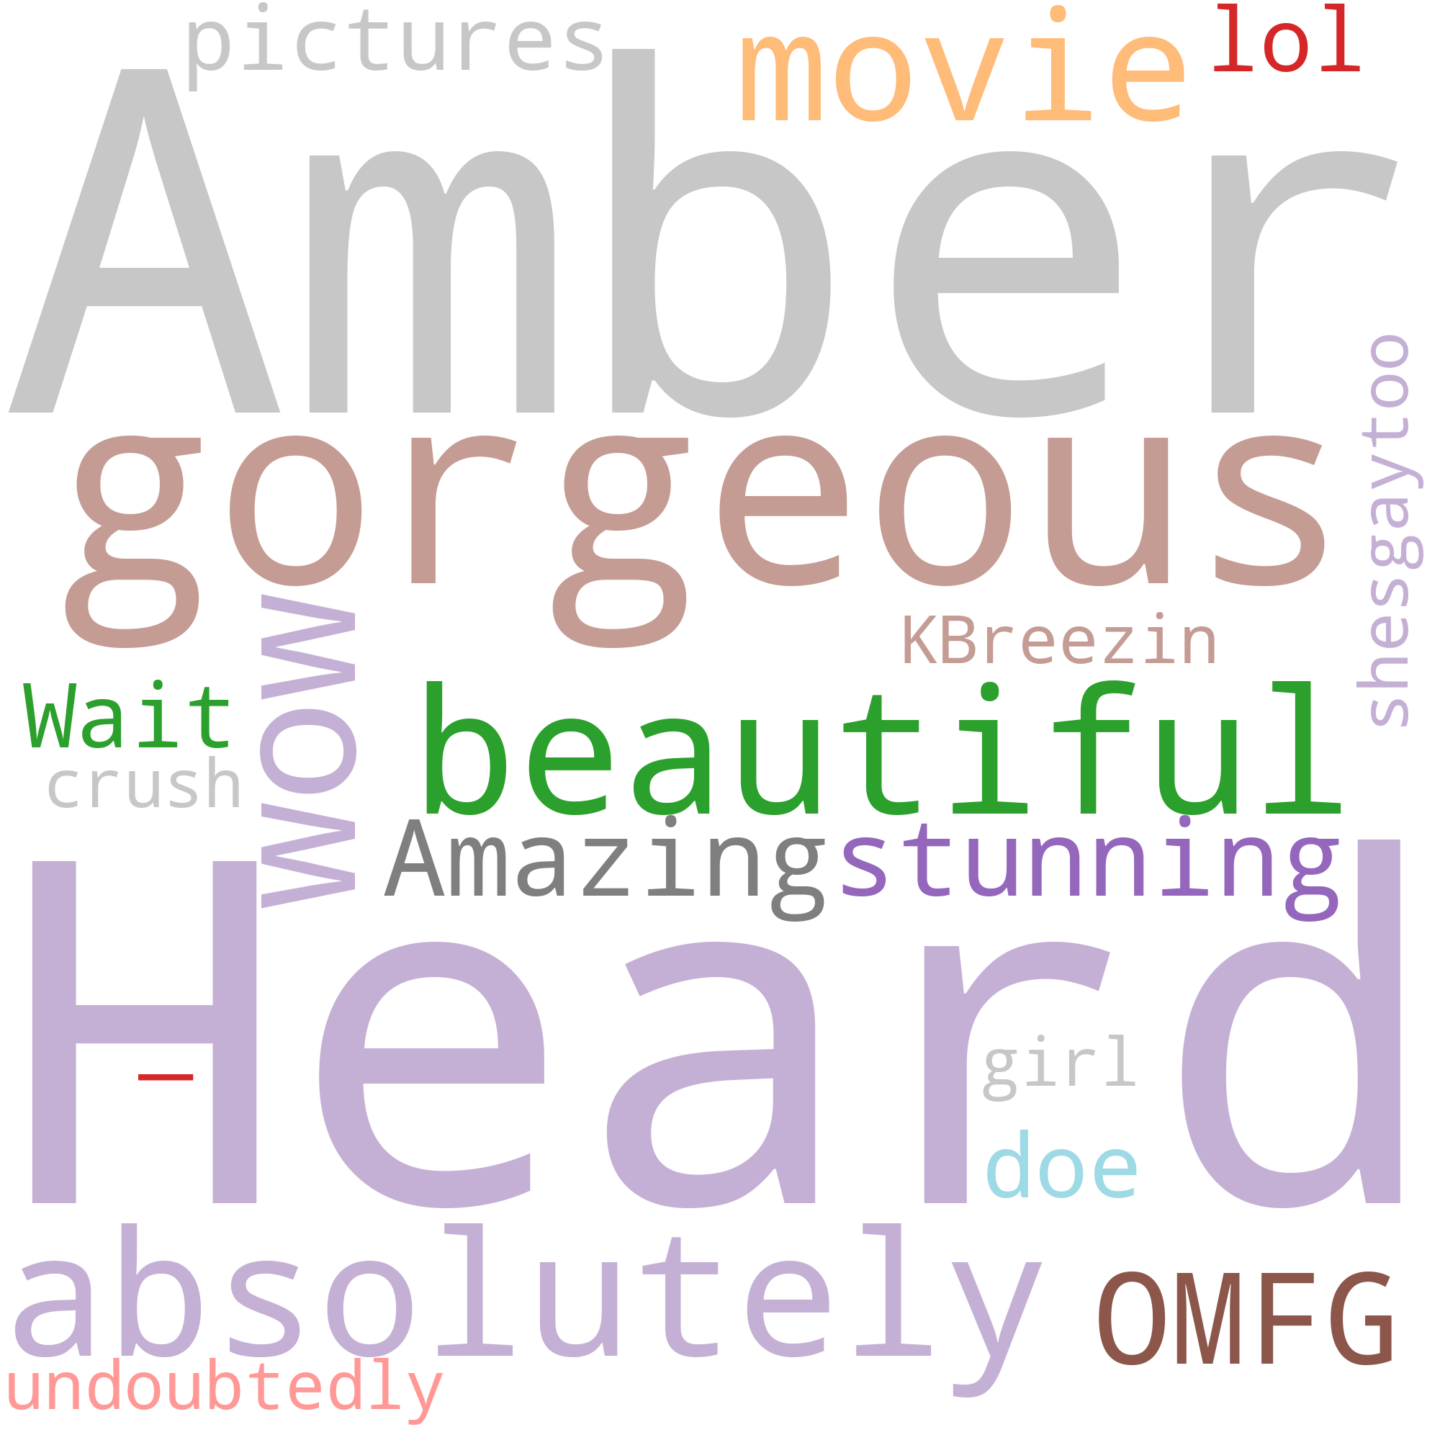 pictures
movie
lol
Amber
gorgeous
shesgaytoo
wow
KBreezin
Wait
beautiful
crush
Amazing
stunning
Heard
girl
doe
absolutely
OMFG
undoubtedly